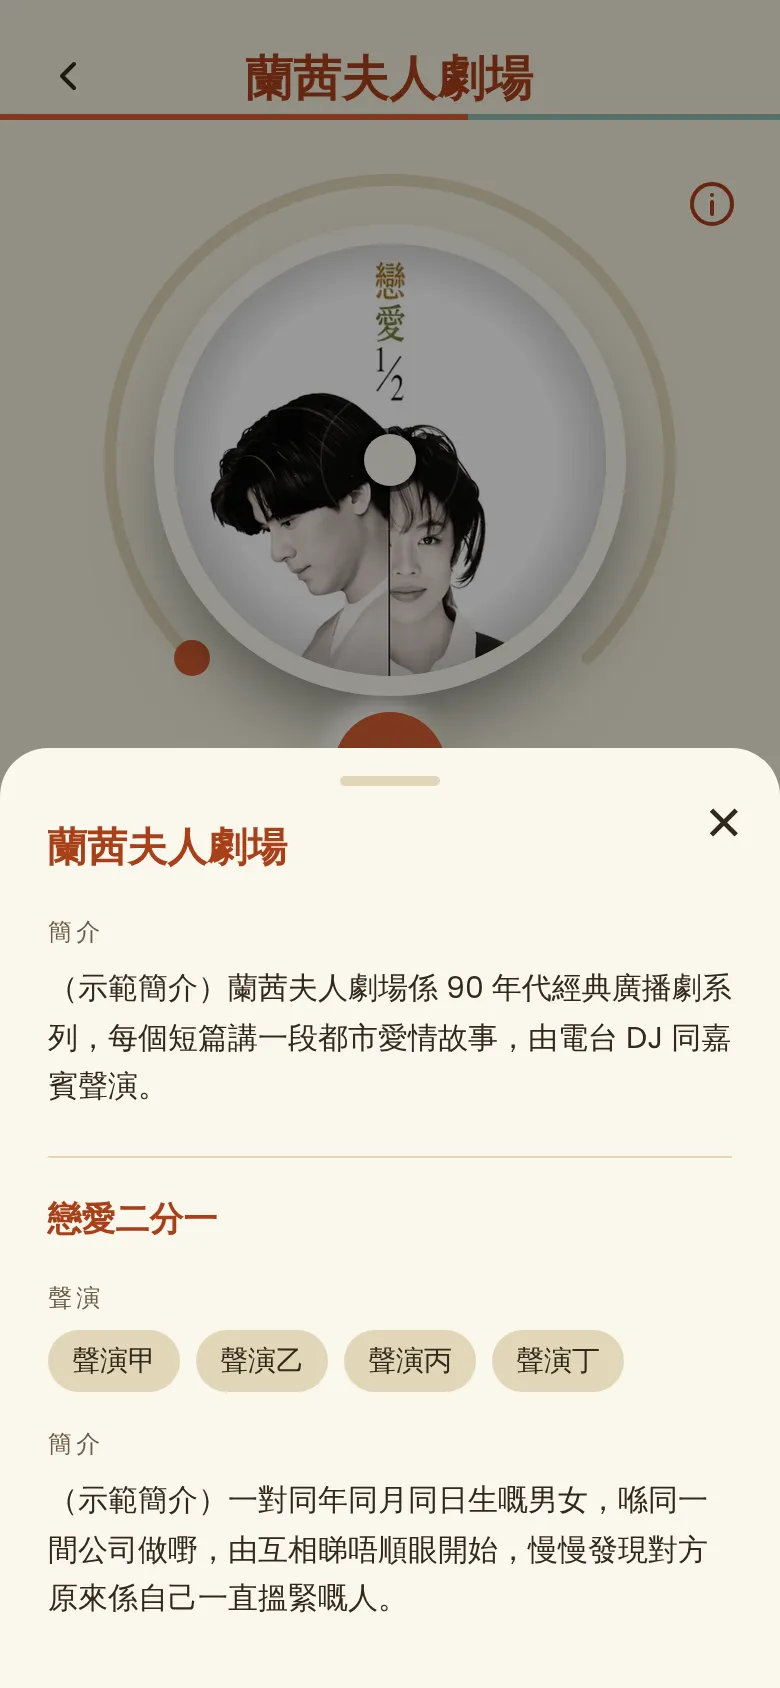 蘭茜夫人劇場
戀
愛
1/2
蘭茜夫人劇場
簡介
（示範簡介）蘭茜夫人劇場係 90 年代經典廣播劇系
列，每個短篇講一段都市愛情故事，由電台 DJ 同嘉
賓聲演。
戀愛二分一
聲演
聲演甲 聲演乙 聲演丙 聲演丁
簡介
（示範簡介）一對同年同月同日生嘅男女，喺同一
間公司做嘢，由互相睇唔順眼開始，慢慢發現對方
原來係自己一直搵緊嘅人。